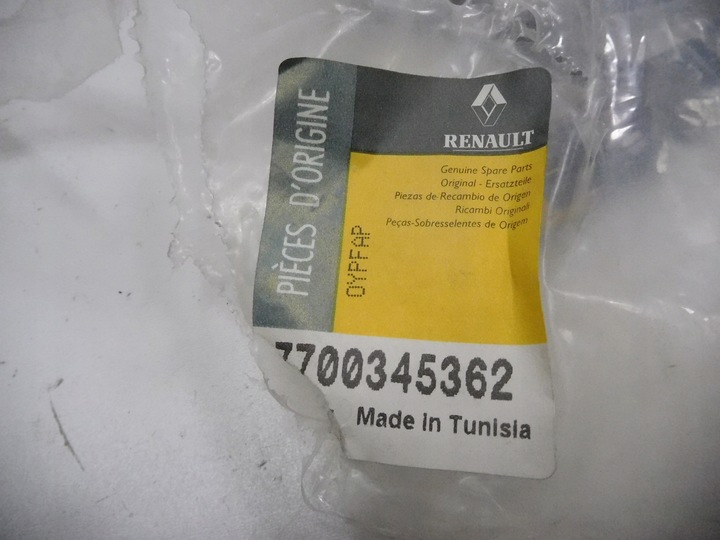 PIÈCES D'ORIGINE
RENAULT
Genuine Spare Parts
Original - Ersatzteile
Piezas de Recambio de Origen
Ricambi Originali
Peças-Sobresselentes de Origem
OYPFAP
7700345362
Made in Tunisia